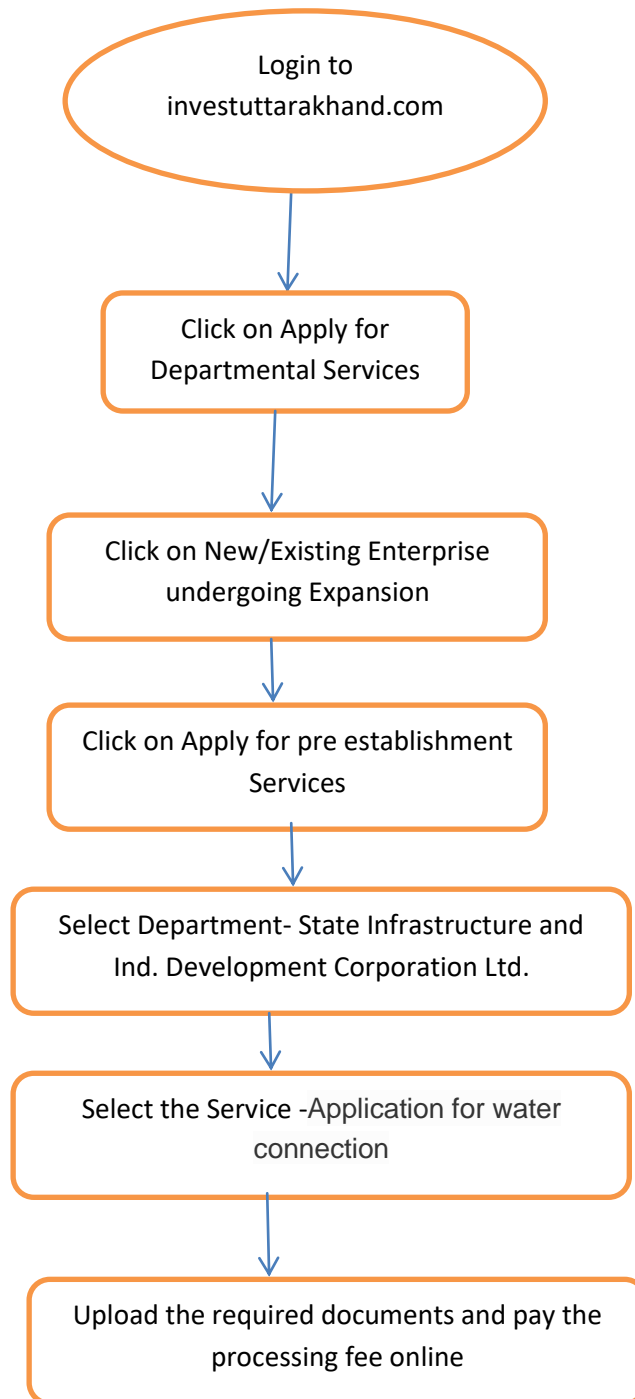 Login to
investuttarakhand.com
Click on Apply for
Departmental Services
Click on New/Existing Enterprise
undergoing Expansion
Click on Apply for pre establishment
Services
Select Department- State Infrastructure and
Ind. Development Corporation Ltd.
Select the Service -Application for water
connection
Upload the required documents and pay the
processing fee online